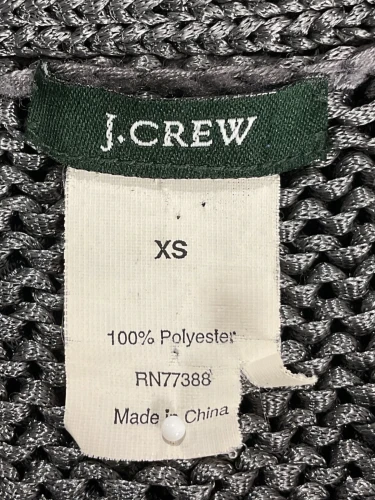 J.CREW
XS
100% Polyester
RN77388
Made in China